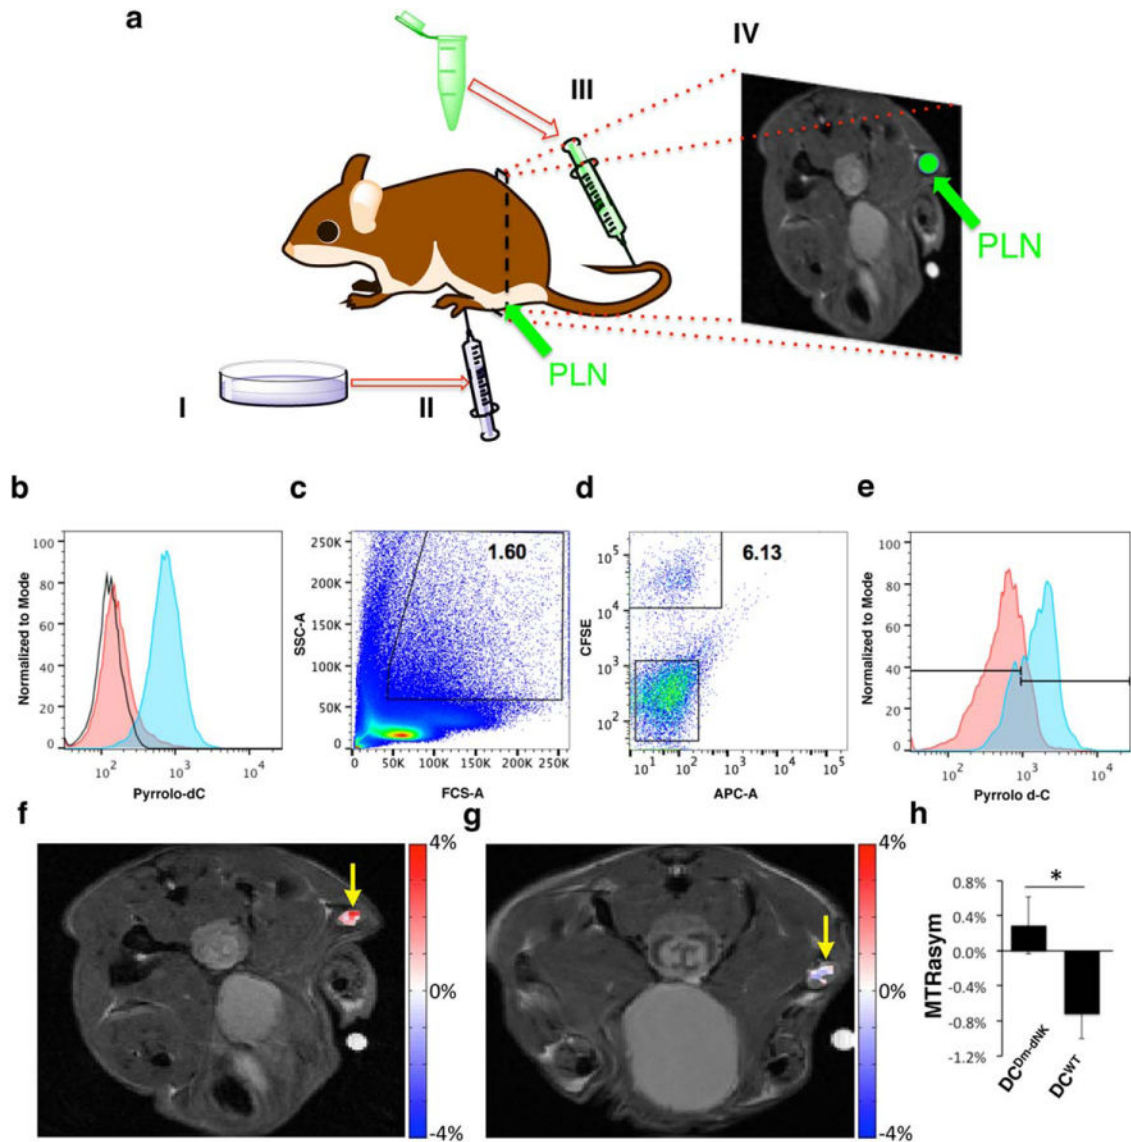 a
IV
III
PLN
PLN
I
II
b
c
d
e
Normalized to Mode
100
80
60
40
20
0
10²
10³
10⁴
Pyrrolo-dC
SSC-A
250K
200K
150K
100K
50K
0
1.60
0
50K
100K
150K
200K
250K
FCS-A
CFSE
10⁵
10⁴
10³
10²
6.13
10¹
10²
10³
10⁴
10⁵
APC-A
Normalized to Mode
100
80
60
40
20
0
10²
10³
10⁴
Pyrrolo d-C
f
4%
0%
-4%
g
4%
0%
-4%
h
MTRasym
0.8%
0.4%
0.0%
-0.4%
-0.8%
-1.2%
*
DC^Dm-dNK
DC^WT